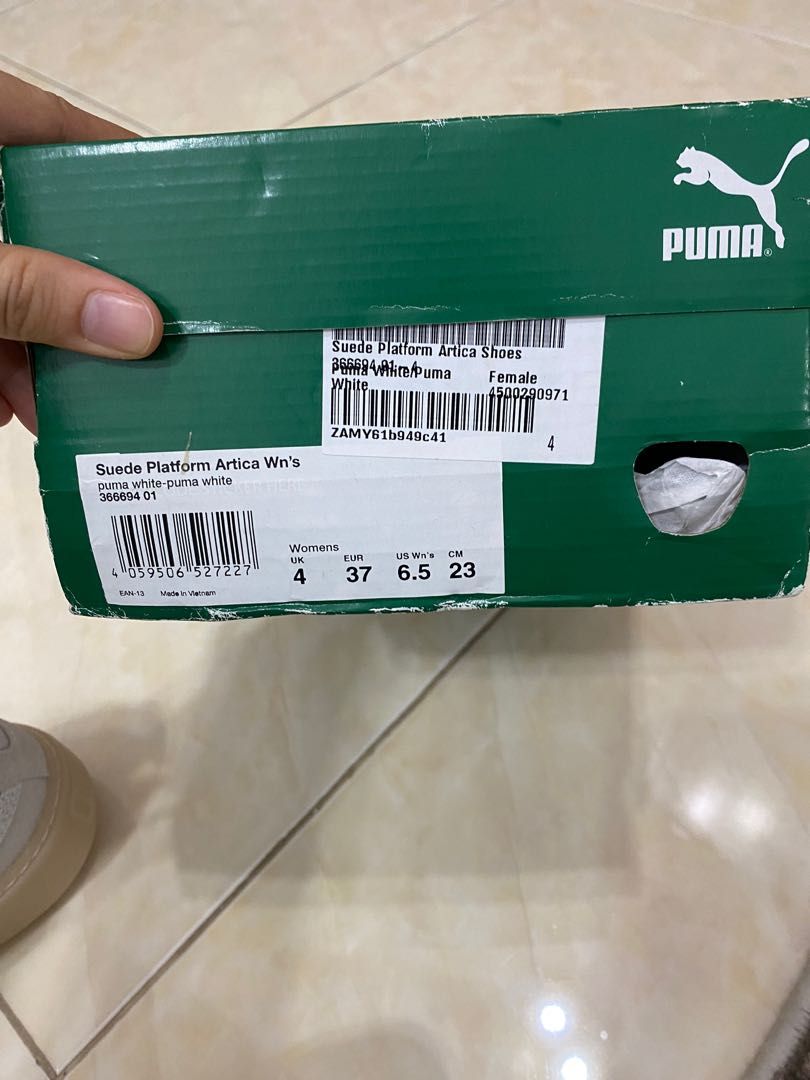 PUMA®
Suede Platform Artica Shoes
366694 01 - 4
Puma White/Puma
White
Female
4500290971
ZAMY61b949c41
4
Suede Platform Artica Wn's
puma white-puma white
366694 01
4 059506 527227
EAN-13 Made in Vietnam
Womens
UK EUR US Wn's CM
4 37 6.5 23